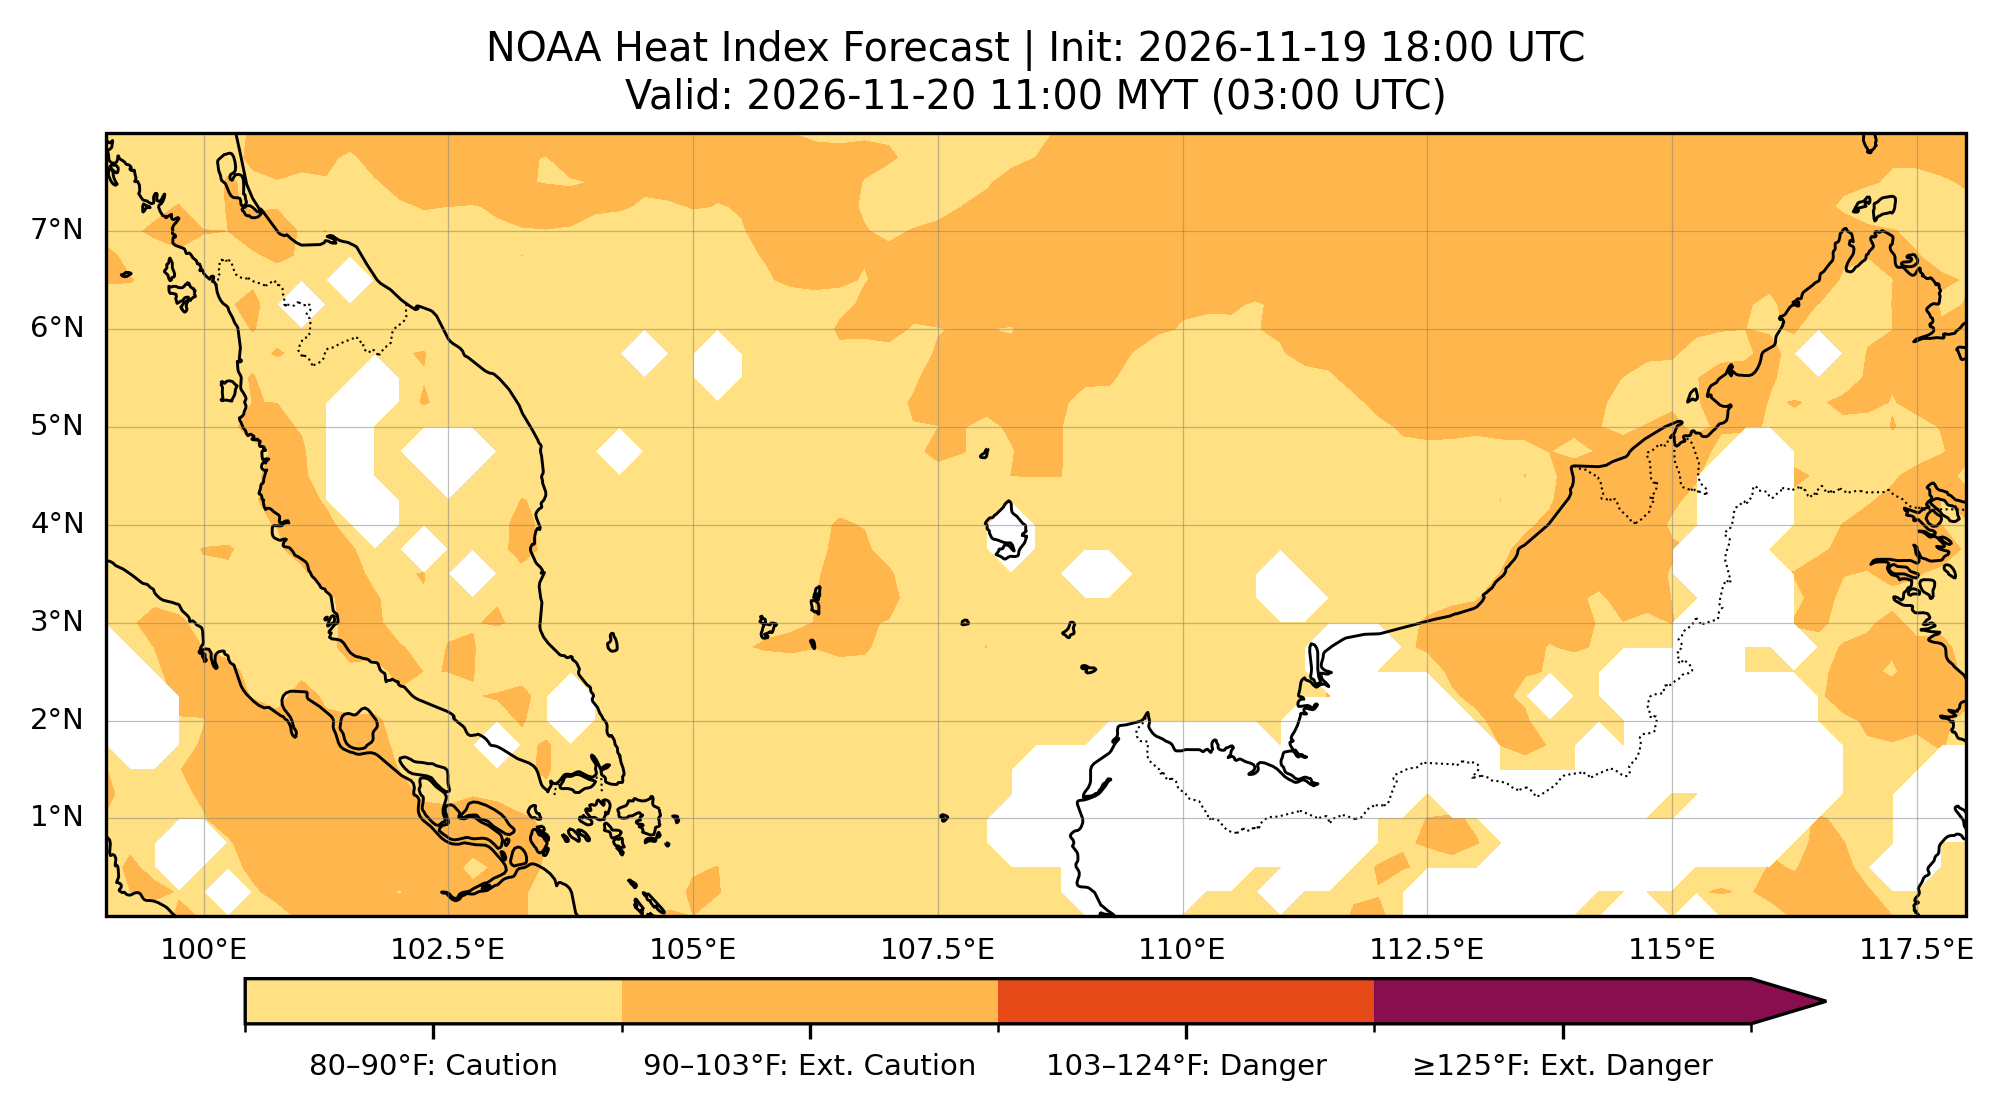 NOAA Heat Index Forecast | Init: 2026-11-19 18:00 UTC
Valid: 2026-11-20 11:00 MYT (03:00 UTC)
7°N
6°N
5°N
4°N
3°N
2°N
1°N
100°E
102.5°E
105°E
107.5°E
110°E
112.5°E
115°E
117.5°E
80–90°F: Caution
90–103°F: Ext. Caution
103–124°F: Danger
≥125°F: Ext. Danger